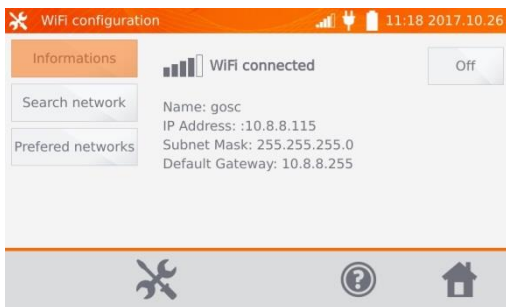 WiFi configuration
11:18 2017.10.26
Informations
WiFi connected
Off
Search network
Prefered networks
Name: gosc
IP Address: :10.8.8.115
Subnet Mask: 255.255.255.0
Default Gateway: 10.8.8.255
?